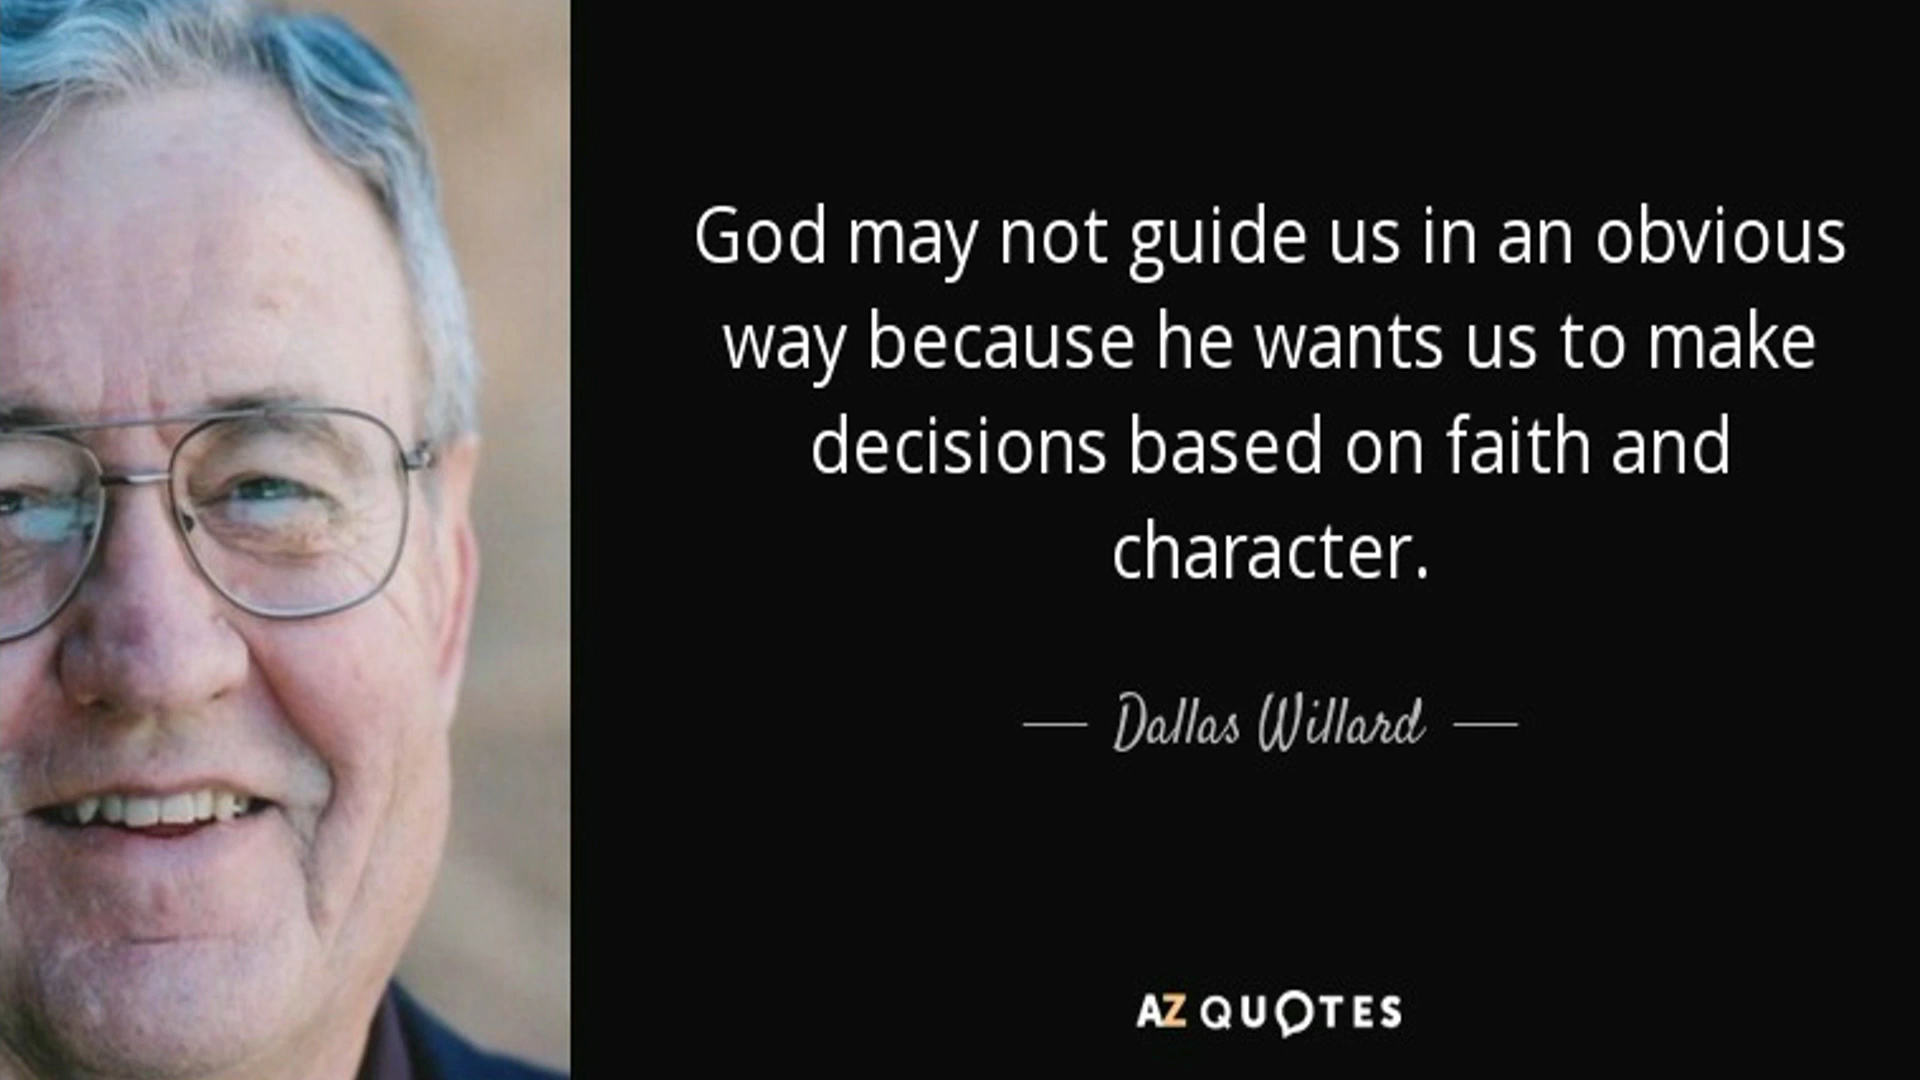 God may not guide us in an obvious
way because he wants us to make
decisions based on faith and
character.
— Dallas Willard —
AZ QUOTES